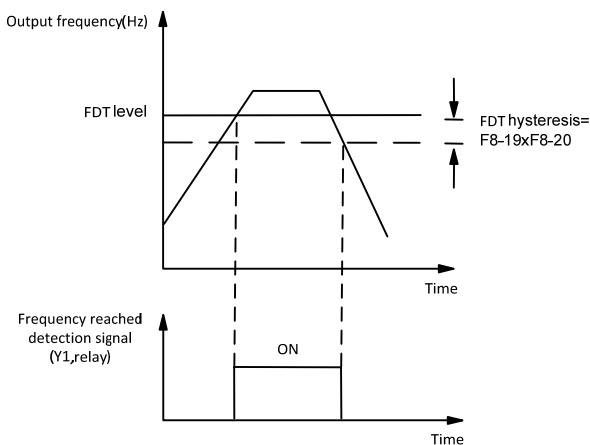 Output frequency(Hz)
FDT level
FDT hysteresis=
F8-19xF8-20
Time
Frequency reached
detection signal
(Y1,relay)
ON
Time